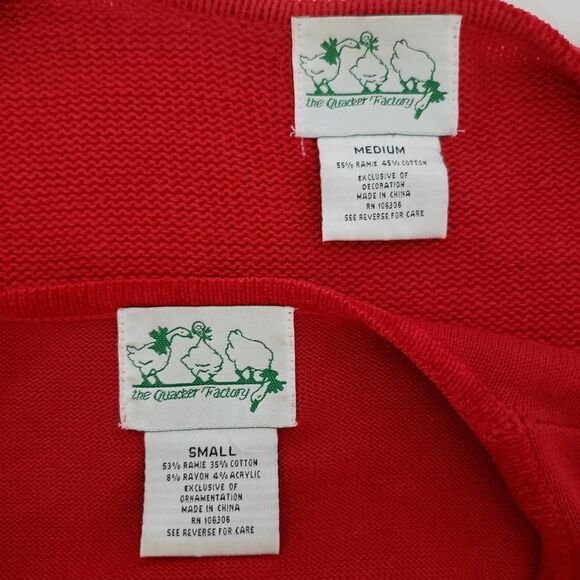 the Quacker Factory
MEDIUM
55% RAMIE 45% COTTON
EXCLUSIVE OF
DECORATION
MADE IN CHINA
RN 106306
SEE REVERSE FOR CARE
the Quacker Factory
SMALL
53% RAMIE 35% COTTON
8% RAYON 4% ACRYLIC
EXCLUSIVE OF
ORNAMENTATION
MADE IN CHINA
RN 106306
SEE REVERSE FOR CARE